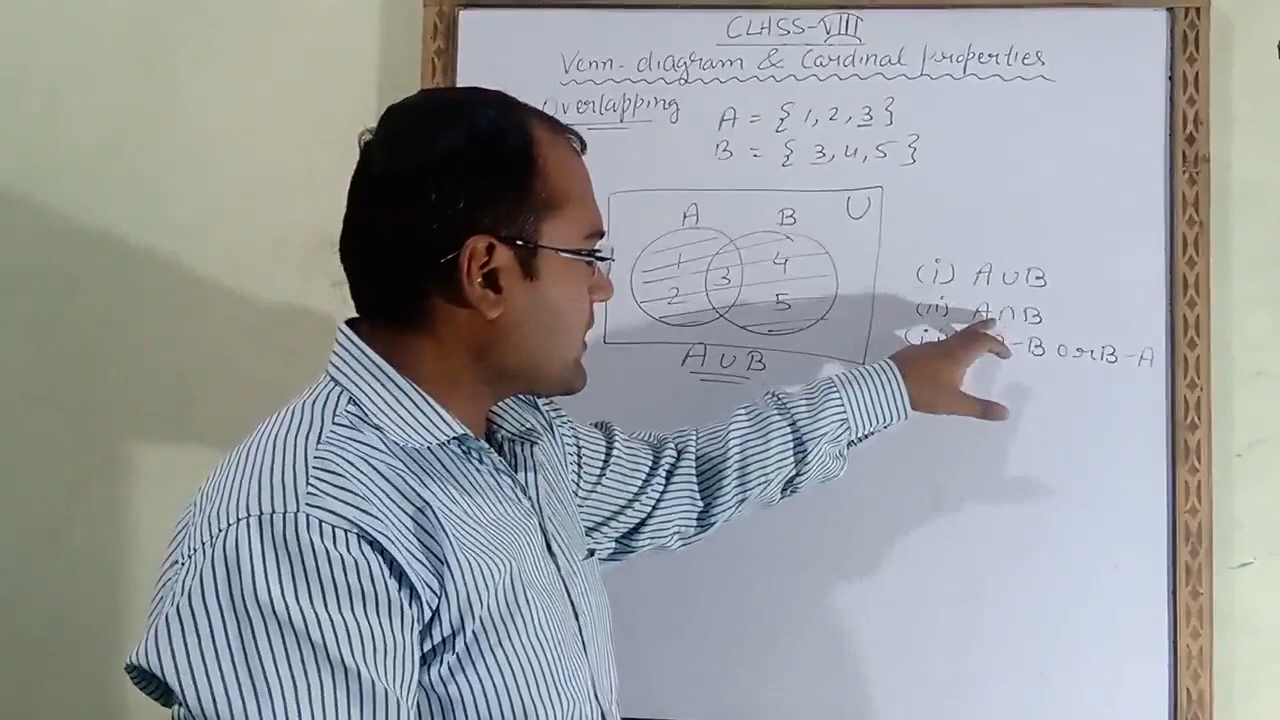 CLASS-VIII
Venn-diagram & Cardinal properties
Overlapping
A = { 1, 2, 3 }
B = { 3, 4, 5 }
A B U
1 3 4
2 5
A ∪ B
(i) A ∪ B
(ii) A ∩ B
-B or B - A